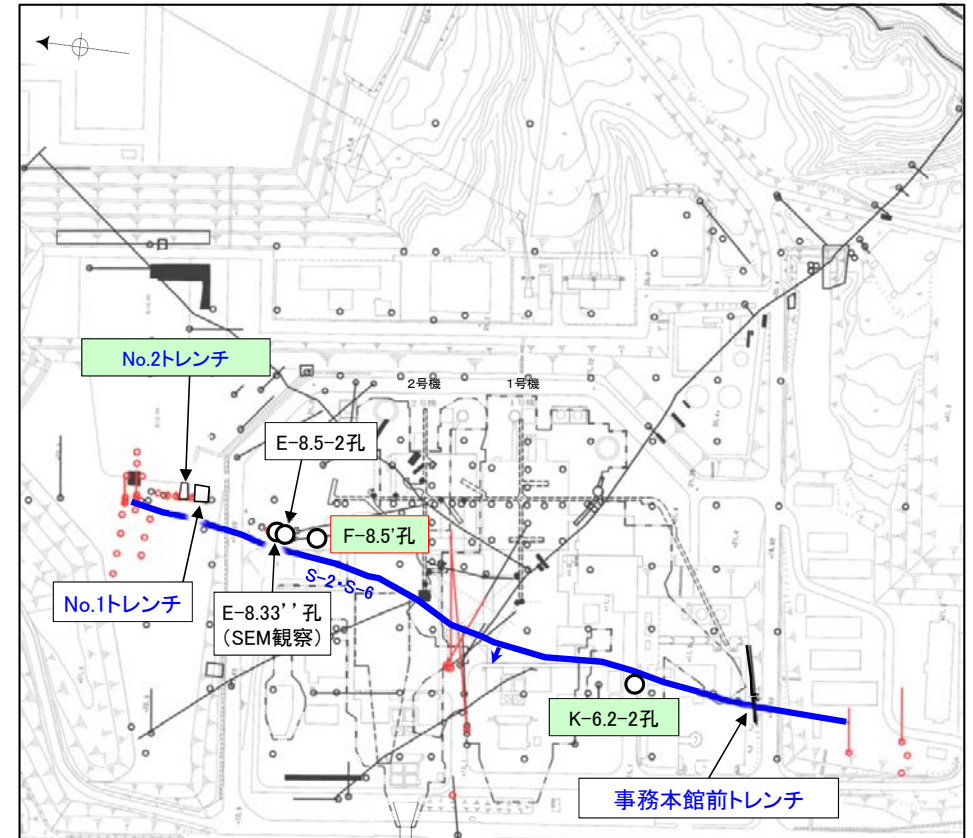 No.2トレンチ
2号機
1号機
E-8.5-2孔
F-8.5'孔
No.1トレンチ
S-2・S-6
E-8.33''孔
(SEM観察)
K-6.2-2孔
事務本館前トレンチ